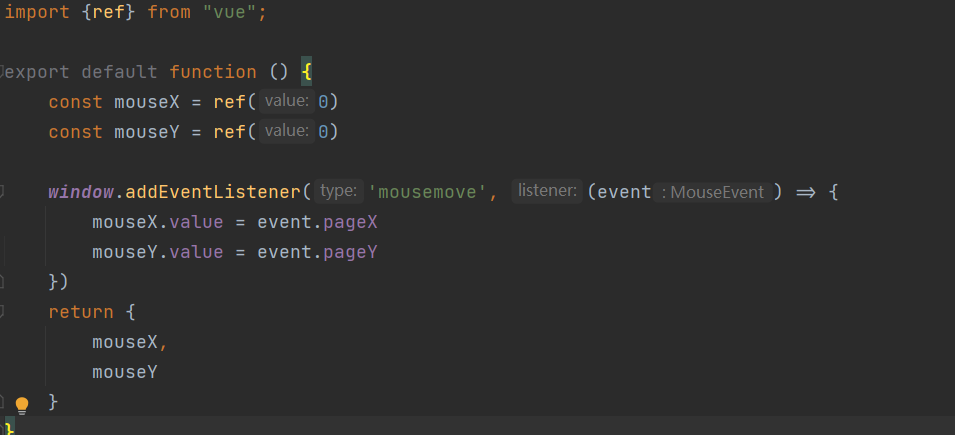 import {ref} from "vue";
export default function () {
const mouseX = ref( value: 0)
const mouseY = ref( value: 0)
window.addEventListener( type: 'mousemove', listener: (event : MouseEvent ) => {
mouseX.value = event.pageX
mouseY.value = event.pageY
})
return {
mouseX,
mouseY
}
}